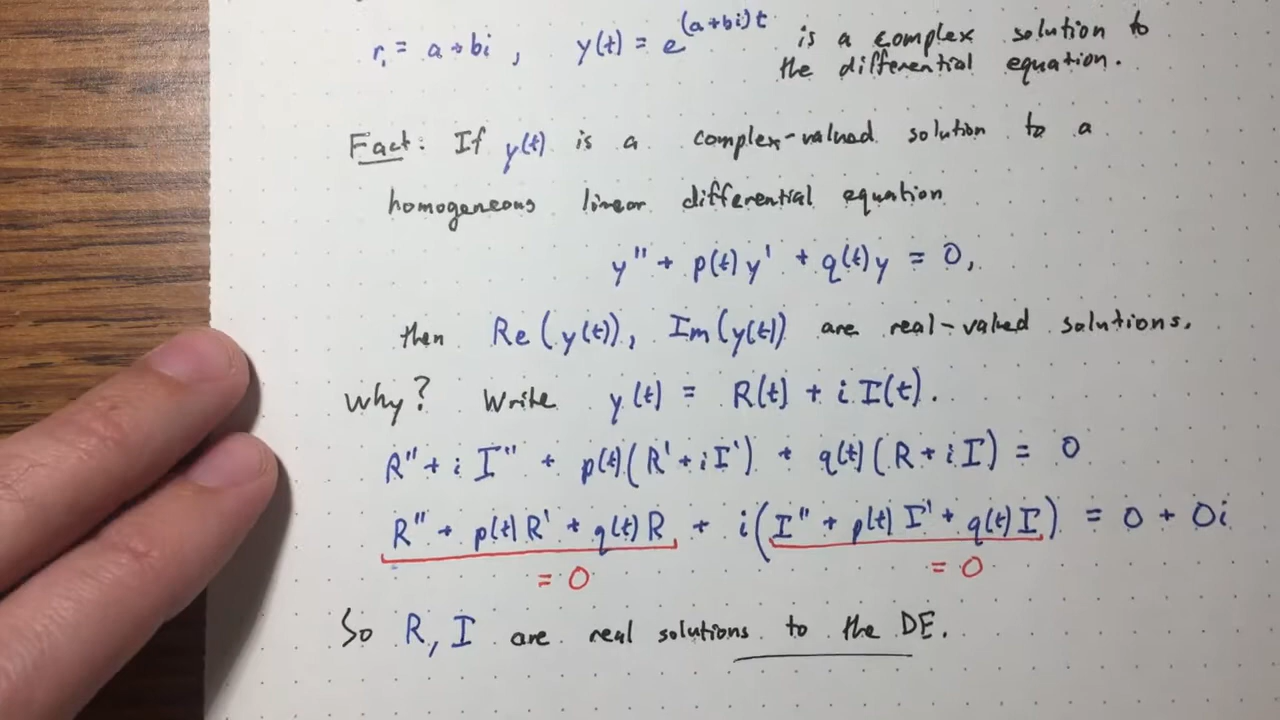 r₁ = a+bi , y(t) = e^{(a+bi)t} is a complex solution to
the differential equation.
Fact: If y(t) is a complex-valued solution to a
homogeneous linear differential equation
y'' + p(t)y' + q(t)y = 0,
then Re(y(t)), Im(y(t)) are real-valued solutions.
Why? Write y(t) = R(t) + i I(t).
R'' + i I'' + p(t)(R' + i I') + q(t)(R + i I) = 0
R'' + p(t)R' + q(t)R + i(I'' + p(t)I' + q(t)I) = 0 + 0i
= 0 = 0
So R, I are real solutions to the DE.